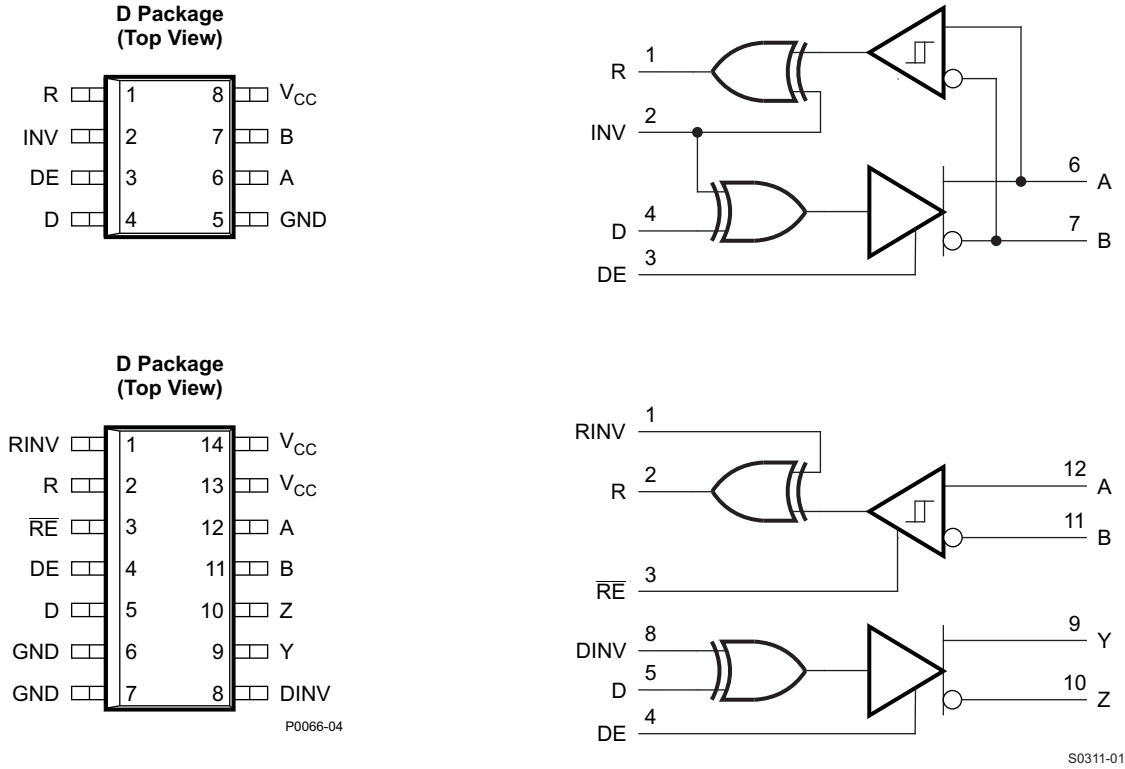 D Package
(Top View)
R 1 8 VCC
INV 2 7 B
DE 3 6 A
D 4 5 GND
1
R
2
INV
6
A
4
D
7
B
3
DE
D Package
(Top View)
RINV 1 14 VCC
R 2 13 VCC
RE 3 12 A
DE 4 11 B
D 5 10 Z
GND 6 9 Y
GND 7 8 DINV
P0066-04
1
RINV
2
R
12
A
11
B
3
RE
8
DINV
5
D
4
DE
9
Y
10
Z
S0311-01